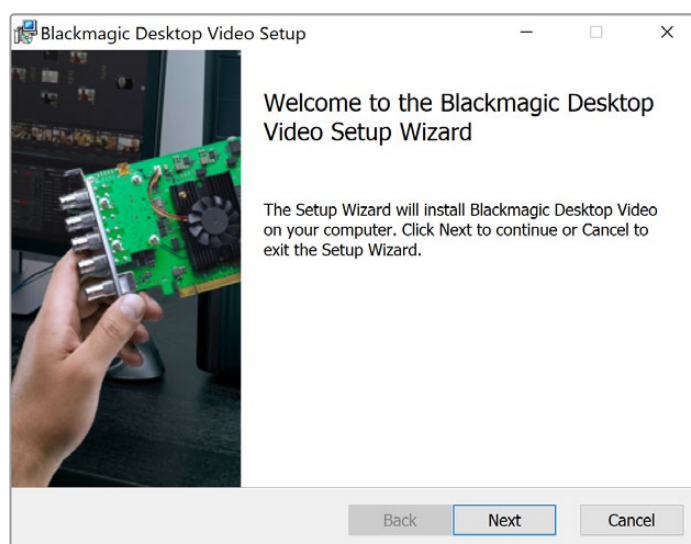 Blackmagic Desktop Video Setup
Welcome to the Blackmagic Desktop
Video Setup Wizard
The Setup Wizard will install Blackmagic Desktop Video
on your computer. Click Next to continue or Cancel to
exit the Setup Wizard.
Back
Next
Cancel